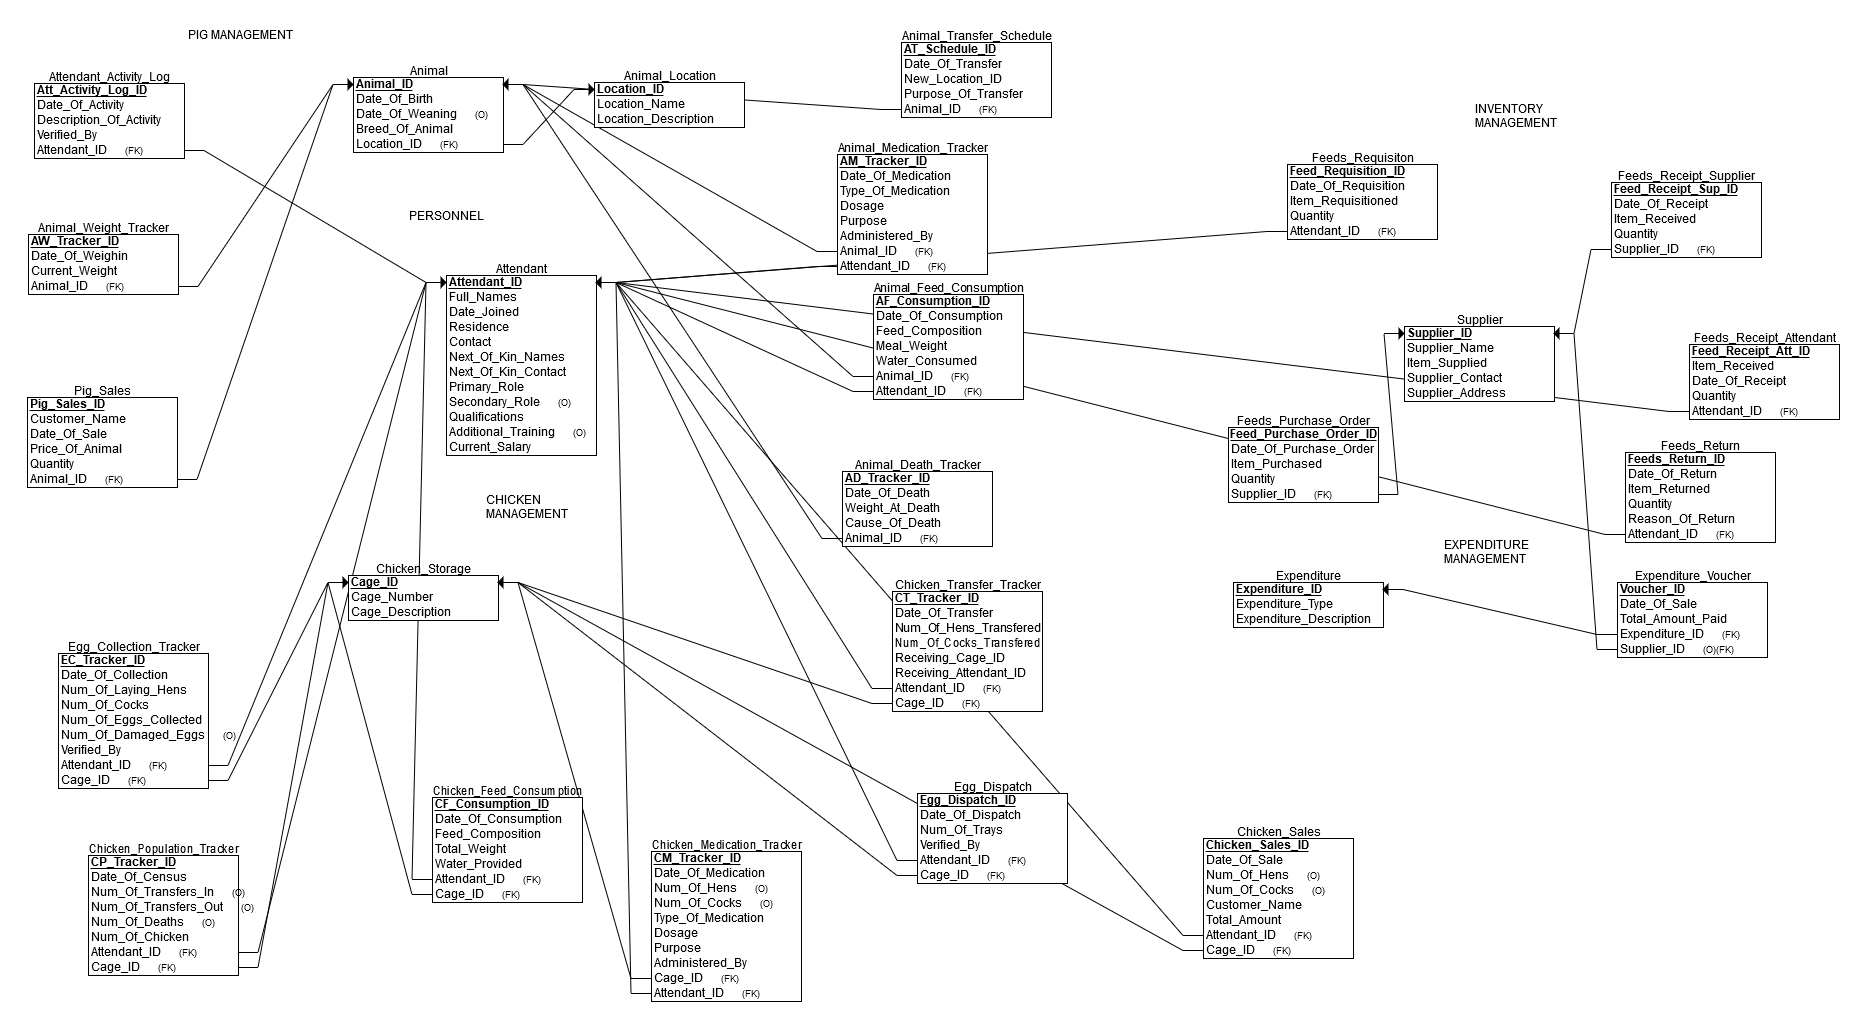 PIG MANAGEMENT
Attendant_Activity_Log
Att_Activity_Log_ID
Date_Of_Activity
Description_Of_Activity
Verified_By
Attendant_ID (FK)
Animal
Animal_ID
Date_Of_Birth
Date_Of_Weaning (O)
Breed_Of_Animal
Location_ID (FK)
Animal_Location
Location_ID
Location_Name
Location_Description
Animal_Transfer_Schedule
AT_Schedule_ID
Date_Of_Transfer
New_Location_ID
Purpose_Of_Transfer
Animal_ID (FK)
INVENTORY
MANAGEMENT
Animal_Medication_Tracker
AM_Tracker_ID
Date_Of_Medication
Type_Of_Medication
Dosage
Purpose
Administered_By
Animal_ID (FK)
Attendant_ID (FK)
Feeds_Requisiton
Feed_Requisition_ID
Date_Of_Requisition
Item_Requisitioned
Quantity
Attendant_ID (FK)
Feeds_Receipt_Supplier
Feed_Receipt_Sup_ID
Date_Of_Receipt
Item_Received
Quantity
Supplier_ID (FK)
PERSONNEL
Animal_Weight_Tracker
AW_Tracker_ID
Date_Of_Weighin
Current_Weight
Animal_ID (FK)
Attendant
Attendant_ID
Full_Names
Date_Joined
Residence
Contact
Next_Of_Kin_Names
Next_Of_Kin_Contact
Primary_Role
Secondary_Role (O)
Qualifications
Additional_Training (O)
Current_Salary
Animal_Feed_Consumption
AF_Consumption_ID
Date_Of_Consumption
Feed_Composition
Meal_Weight
Water_Consumed
Animal_ID (FK)
Attendant_ID (FK)
Supplier
Supplier_ID
Supplier_Name
Item_Supplied
Supplier_Contact
Supplier_Address
Feeds_Receipt_Attendant
Feed_Receipt_Att_ID
Item_Received
Date_Of_Receipt
Quantity
Attendant_ID (FK)
Pig_Sales
Pig_Sales_ID
Customer_Name
Date_Of_Sale
Price_Of_Animal
Quantity
Animal_ID (FK)
Feeds_Purchase_Order
Feed_Purchase_Order_ID
Date_Of_Purchase_Order
Item_Purchased
Quantity
Supplier_ID (FK)
Feeds_Return
Feeds_Return_ID
Date_Of_Return
Item_Returned
Quantity
Reason_Of_Return
Attendant_ID (FK)
Animal_Death_Tracker
AD_Tracker_ID
Date_Of_Death
Weight_At_Death
Cause_Of_Death
Animal_ID (FK)
CHICKEN
MANAGEMENT
EXPENDITURE
MANAGEMENT
Chicken_Storage
Cage_ID
Cage_Number
Cage_Description
Chicken_Transfer_Tracker
CT_Tracker_ID
Date_Of_Transfer
Num_Of_Hens_Transfered
Num_Of_Cocks_Transfered
Receiving_Cage_ID
Receiving_Attendant_ID
Attendant_ID (FK)
Cage_ID (FK)
Expenditure
Expenditure_ID
Expenditure_Type
Expenditure_Description
Expenditure_Voucher
Voucher_ID
Date_Of_Sale
Total_Amount_Paid
Expenditure_ID (FK)
Supplier_ID (O)(FK)
Egg_Collection_Tracker
EC_Tracker_ID
Date_Of_Collection
Num_Of_Laying_Hens
Num_Of_Cocks
Num_Of_Eggs_Collected
Num_Of_Damaged_Eggs (O)
Verified_By
Attendant_ID (FK)
Cage_ID (FK)
Chicken_Feed_Consumption
CF_Consumption_ID
Date_Of_Consumption
Feed_Composition
Total_Weight
Water_Provided
Attendant_ID (FK)
Cage_ID (FK)
Egg_Dispatch
Egg_Dispatch_ID
Date_Of_Dispatch
Num_Of_Trays
Verified_By
Attendant_ID (FK)
Cage_ID (FK)
Chicken_Sales
Chicken_Sales_ID
Date_Of_Sale
Num_Of_Hens (O)
Num_Of_Cocks (O)
Customer_Name
Total_Amount
Attendant_ID (FK)
Cage_ID (FK)
Chicken_Population_Tracker
CP_Tracker_ID
Date_Of_Census
Num_Of_Transfers_In (O)
Num_Of_Transfers_Out (O)
Num_Of_Deaths (O)
Num_Of_Chicken
Attendant_ID (FK)
Cage_ID (FK)
Chicken_Medication_Tracker
CM_Tracker_ID
Date_Of_Medication
Num_Of_Hens (O)
Num_Of_Cocks (O)
Type_Of_Medication
Dosage
Purpose
Administered_By
Cage_ID (FK)
Attendant_ID (FK)